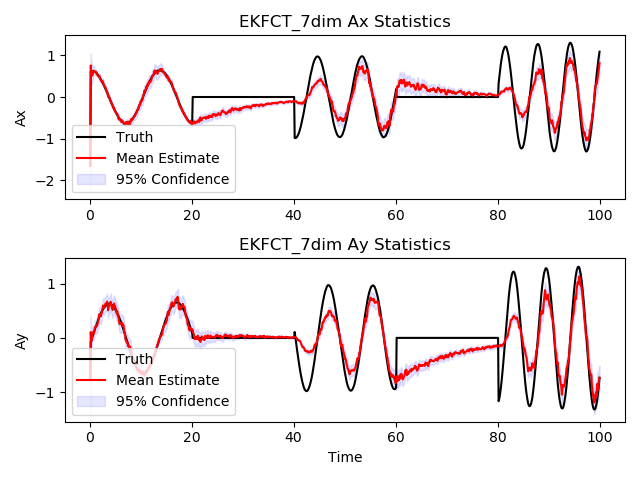 EKFCT_7dim Ax Statistics
1
0
−1
−2
Ax
Truth
Mean Estimate
95% Confidence
0 20 40 60 80 100
EKFCT_7dim Ay Statistics
1
0
−1
Ay
Truth
Mean Estimate
95% Confidence
0 20 40 60 80 100
Time